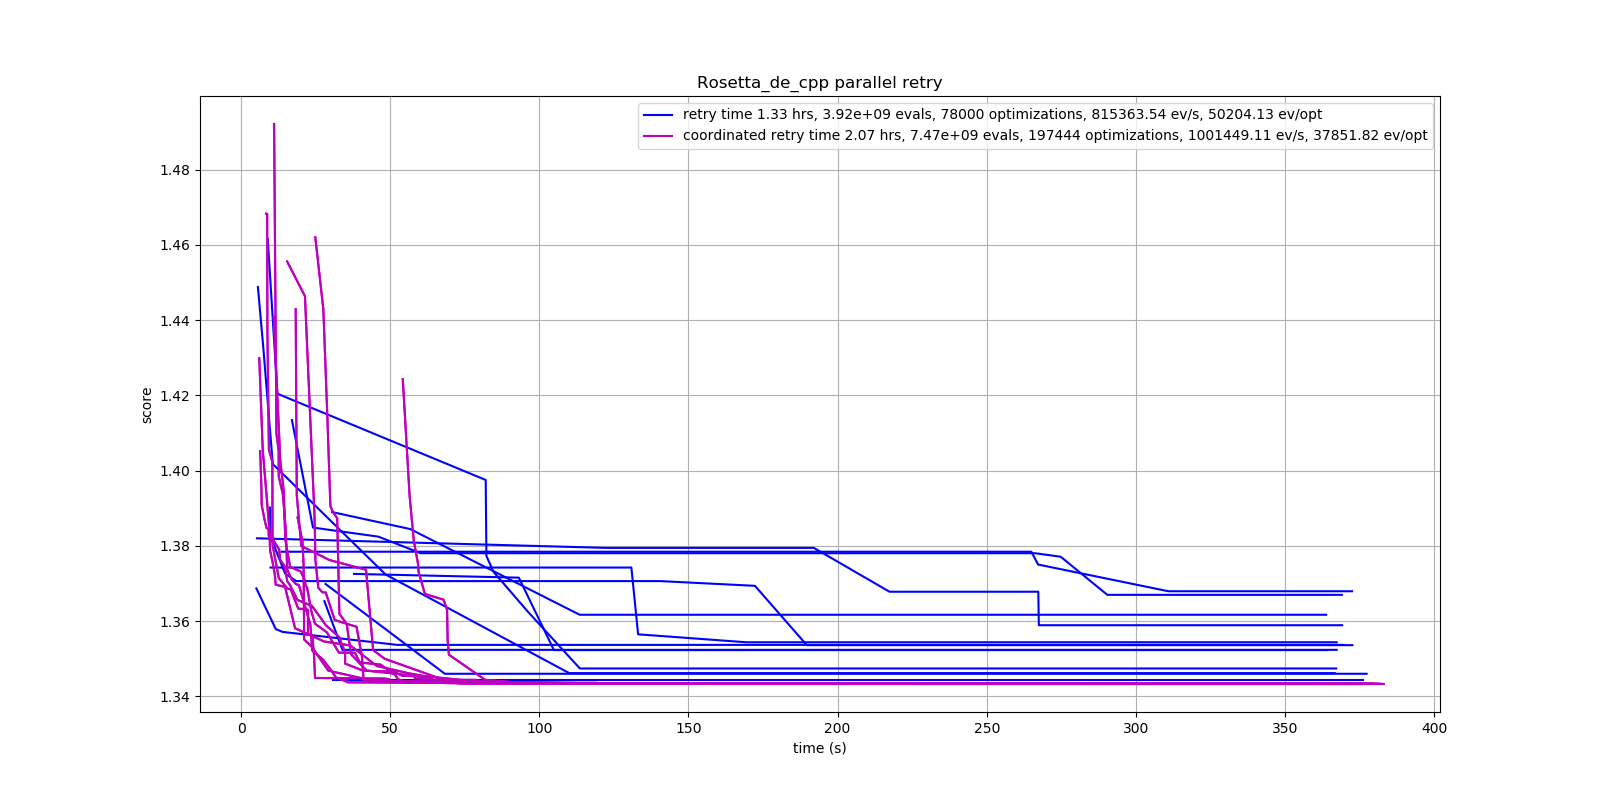 Rosetta_de_cpp parallel retry
retry time 1.33 hrs, 3.92e+09 evals, 78000 optimizations, 815363.54 ev/s, 50204.13 ev/opt
coordinated retry time 2.07 hrs, 7.47e+09 evals, 197444 optimizations, 1001449.11 ev/s, 37851.82 ev/opt
score
1.48
1.46
1.44
1.42
1.40
1.38
1.36
1.34
0 50 100 150 200 250 300 350 400
time (s)